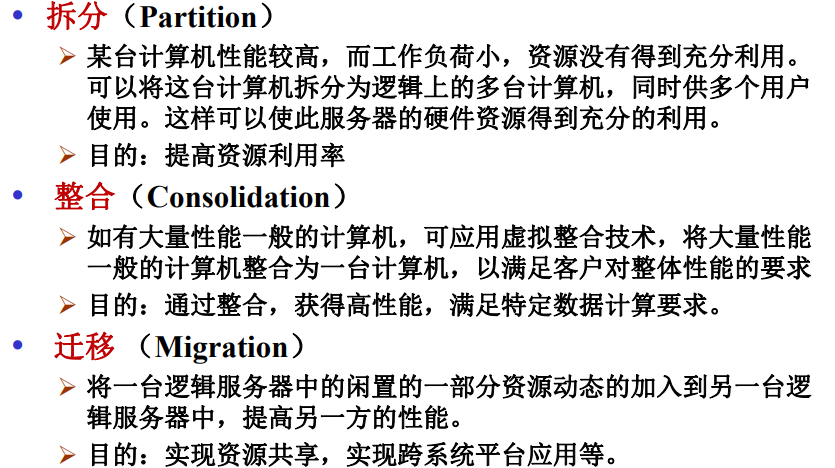 • 拆分（Partition）
➢ 某台计算机性能较高，而工作负荷小，资源没有得到充分利用。
可以将这台计算机拆分为逻辑上的多台计算机，同时供多个用户
使用。这样可以使此服务器的硬件资源得到充分的利用。
➢ 目的：提高资源利用率
• 整合（Consolidation）
➢ 如有大量性能一般的计算机，可应用虚拟整合技术，将大量性能
一般的计算机整合为一台计算机，以满足客户对整体性能的要求
➢ 目的：通过整合，获得高性能，满足特定数据计算要求。
• 迁移 （Migration）
➢ 将一台逻辑服务器中的闲置的一部分资源动态的加入到另一台逻
辑服务器中，提高另一方的性能。
➢ 目的：实现资源共享，实现跨系统平台应用等。